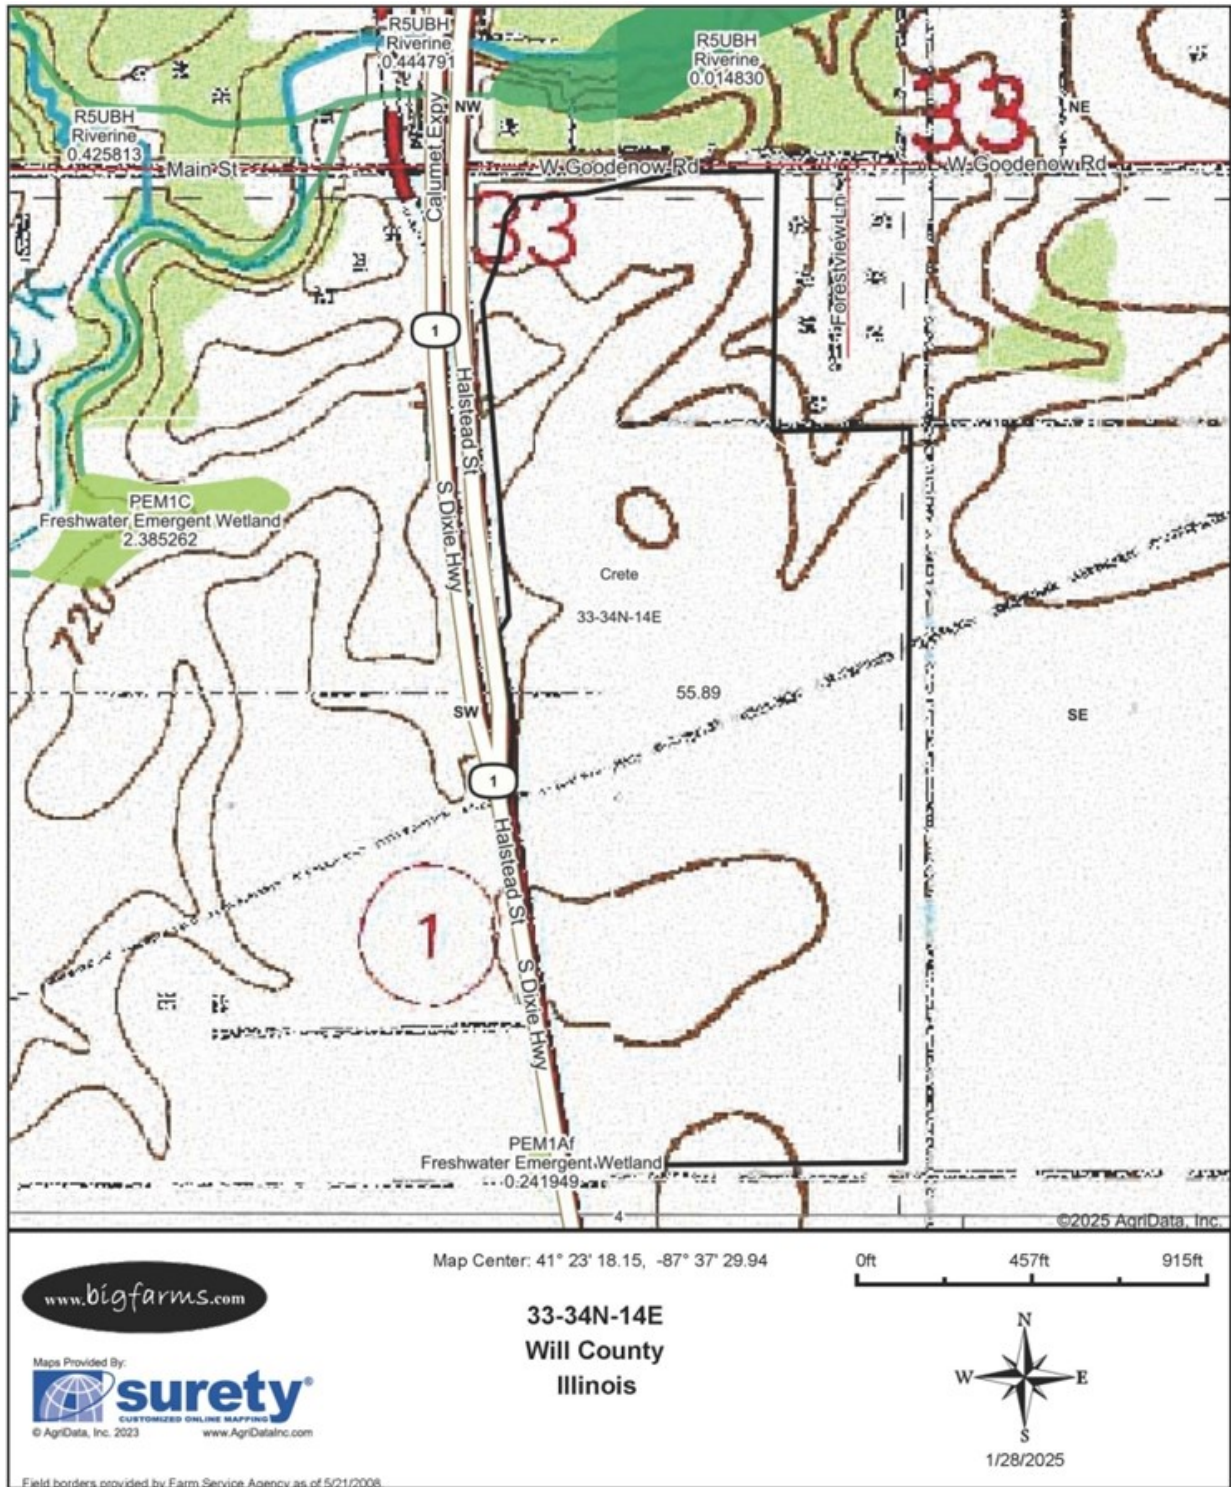 R5UBH
Riverine
0.444791
R5UBH
Riverine
0.014830
R5UBH
Riverine
0.425813
NW
33
NE
Main St
Calumet Expy
W Goodenow Rd
W Goodenow Rd
33
Forestview Ln
1
Halstead St
S Dixie Hwy
PEM1C
Freshwater Emergent Wetland
2.385262
720
Crete
33-34N-14E
55.89
SW
SE
1
Halstead St
1
S Dixie Hwy
PEM1Af
Freshwater Emergent Wetland
0.241949
4
©2025 AgriData, Inc.
Map Center: 41° 23' 18.15, -87° 37' 29.94
0ft 457ft 915ft
www.bigfarms.com
33-34N-14E
Will County
Illinois
N
W E
S
Maps Provided By:
surety®
CUSTOMIZED ONLINE MAPPING
© AgriData, Inc. 2023 www.AgriDataInc.com
1/28/2025
Field borders provided by Farm Service Agency as of 5/21/2008.